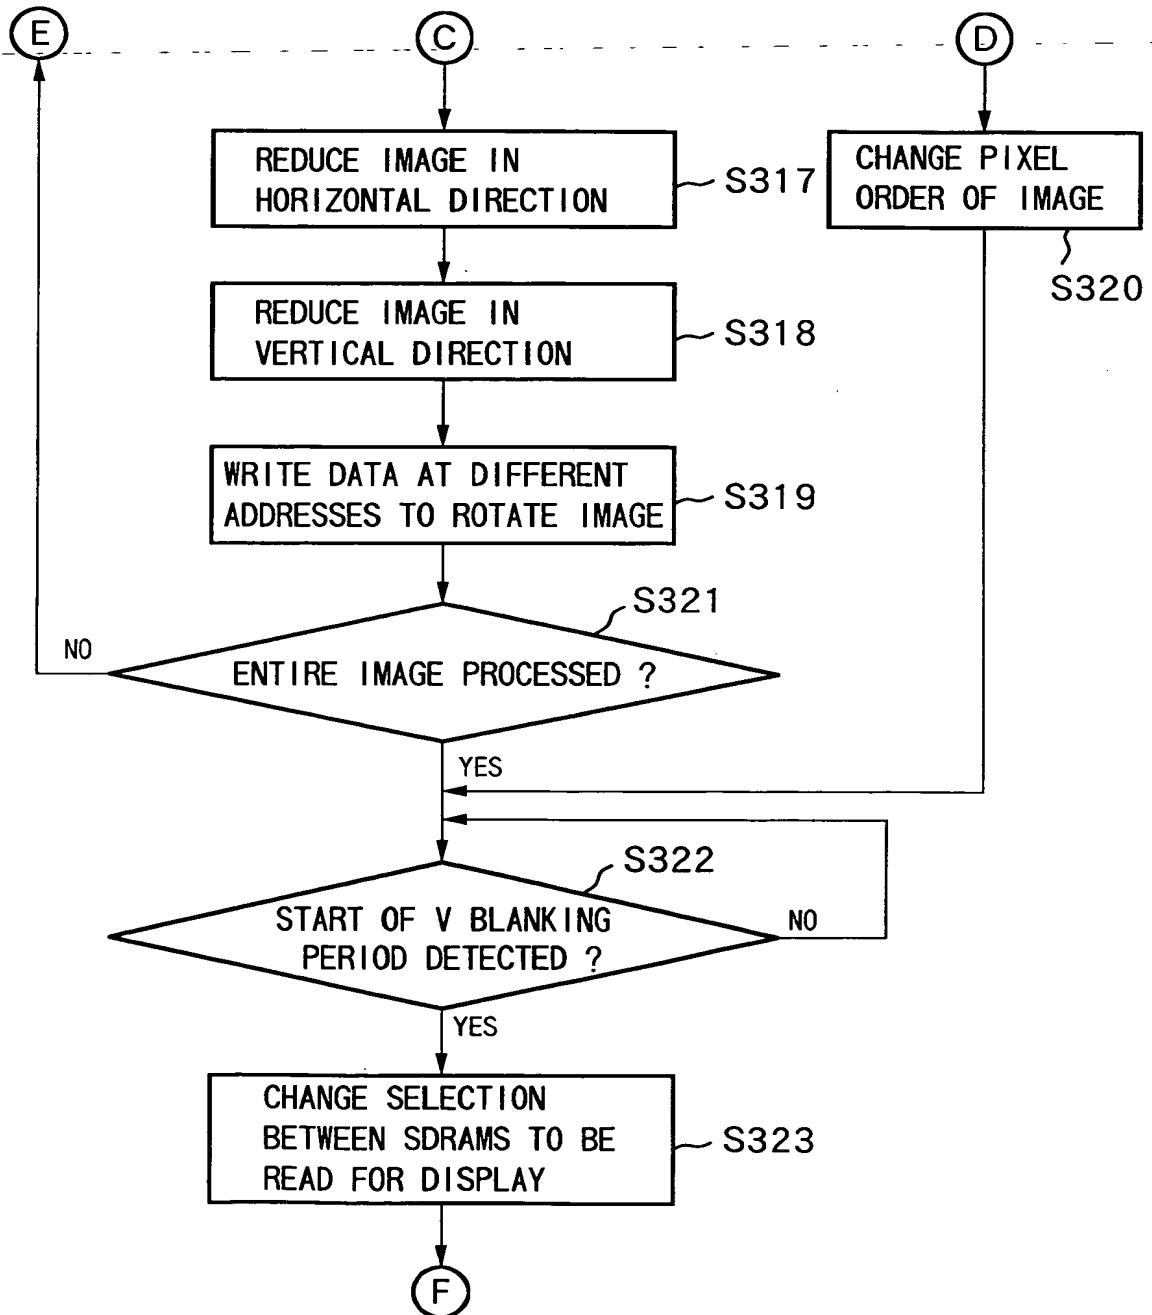 E
C
D
REDUCE IMAGE IN
HORIZONTAL DIRECTION
S317
CHANGE PIXEL
ORDER OF IMAGE
S320
REDUCE IMAGE IN
VERTICAL DIRECTION
S318
WRITE DATA AT DIFFERENT
ADDRESSES TO ROTATE IMAGE
S319
S321
NO
ENTIRE IMAGE PROCESSED ?
YES
S322
START OF V BLANKING
PERIOD DETECTED ?
NO
YES
CHANGE SELECTION
BETWEEN SDRAMS TO BE
READ FOR DISPLAY
S323
F